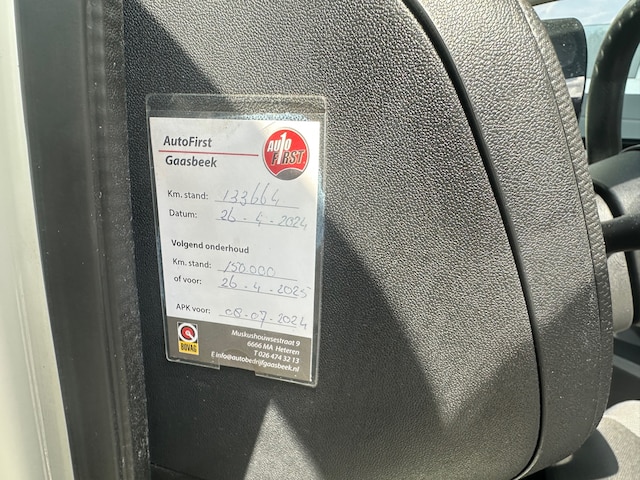 AutoFirst
Gaasbeek
AUTO
FIRST
Km. stand: 133664
Datum: 26-4-2024
Volgend onderhoud
Km. stand: 150.000
of voor: 26-4-2025
APK voor: 08-07-2024
BOVAG
Muskushouwsestraat 9
6666 MA Heteren
T 026 474 32 13
E info@autobedrijfgaasbeek.nl